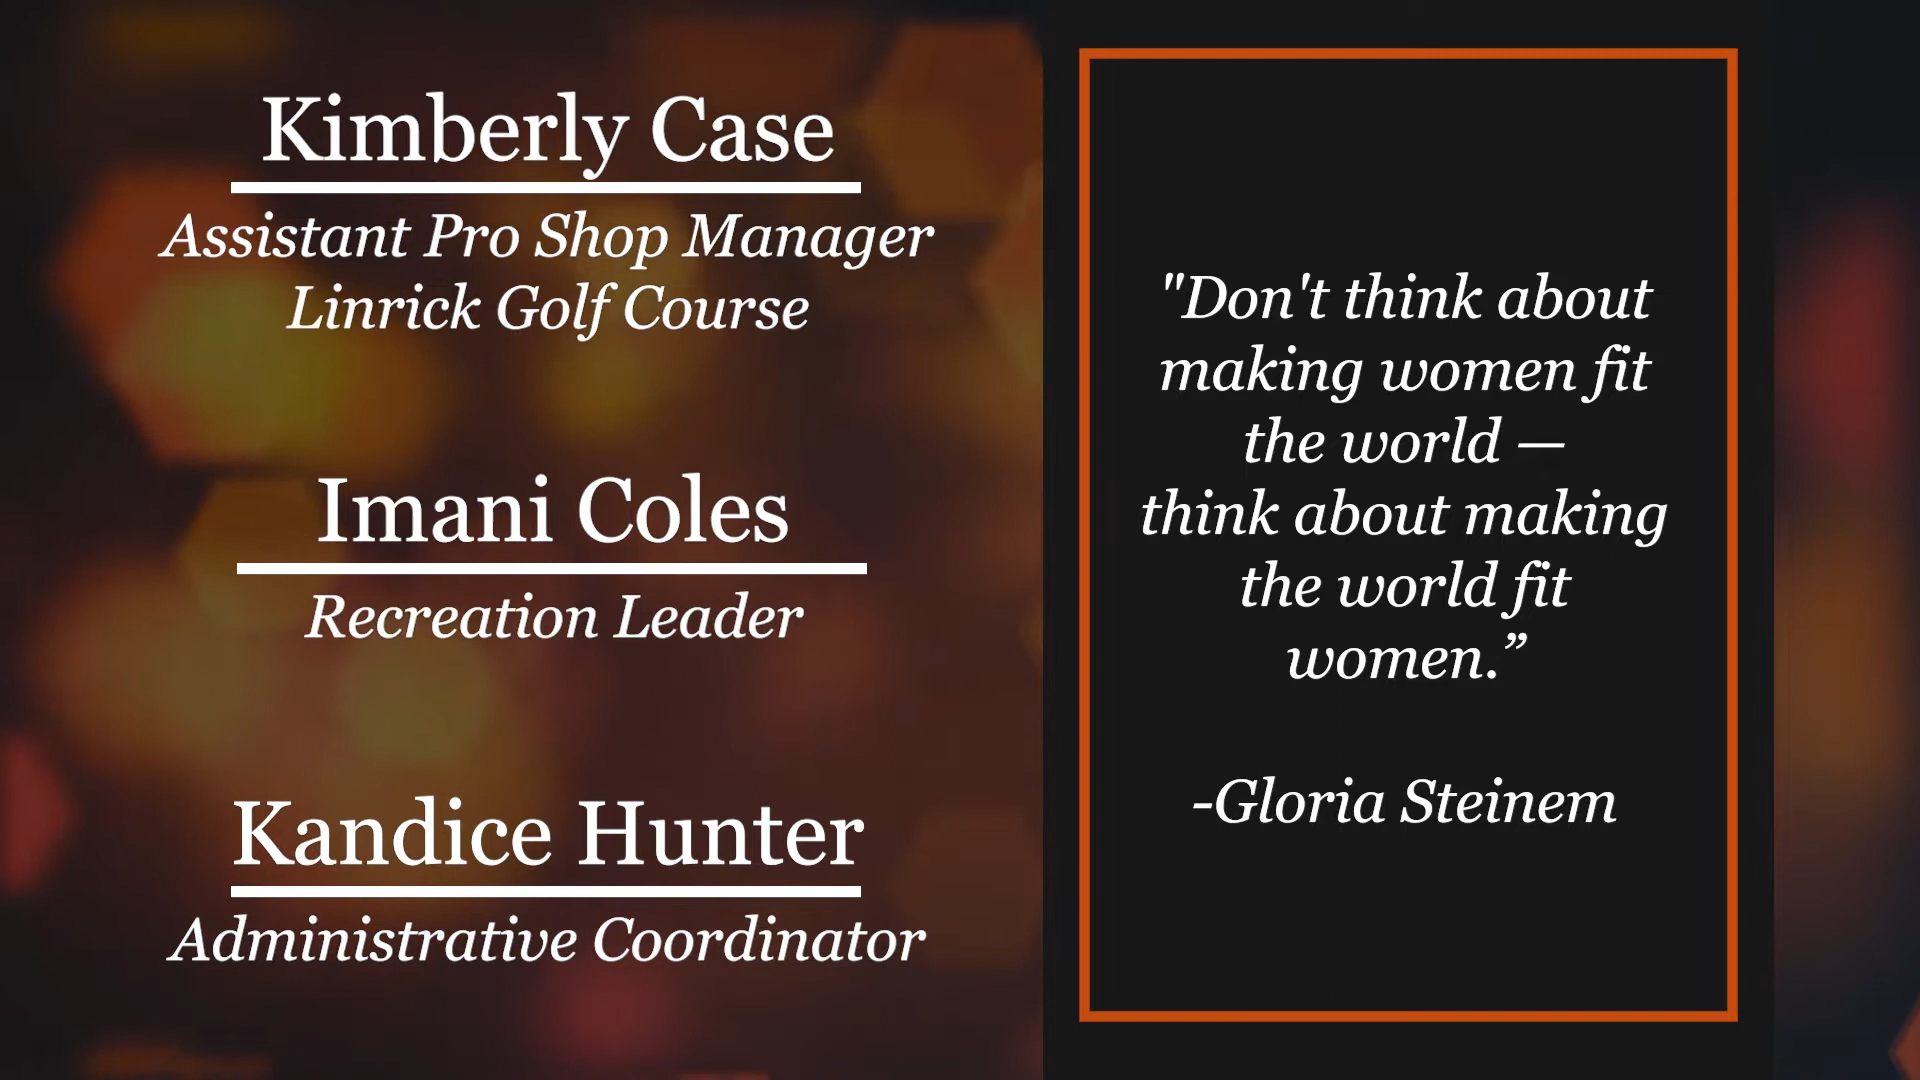 Kimberly Case
Assistant Pro Shop Manager
Linrick Golf Course
Imani Coles
Recreation Leader
Kandice Hunter
Administrative Coordinator
"Don't think about
making women fit
the world —
think about making
the world fit
women.”
-Gloria Steinem